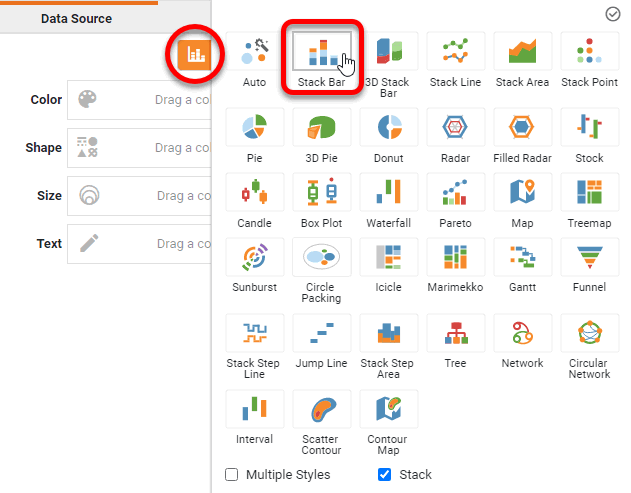 Data Source
Color
Drag a co
Shape
Drag a co
Size
Drag a co
Text
Drag a co
Auto
Stack Bar
3D Stack
Bar
Stack Line
Stack Area
Stack Point
Pie
3D Pie
Donut
Radar
Filled Radar
Stock
Candle
Box Plot
Waterfall
Pareto
Map
Treemap
Sunburst
Circle
Packing
Icicle
Marimekko
Gantt
Funnel
Stack Step
Line
Jump Line
Stack Step
Area
Tree
Network
Circular
Network
Interval
Scatter
Contour
Contour
Map
Multiple Styles
Stack